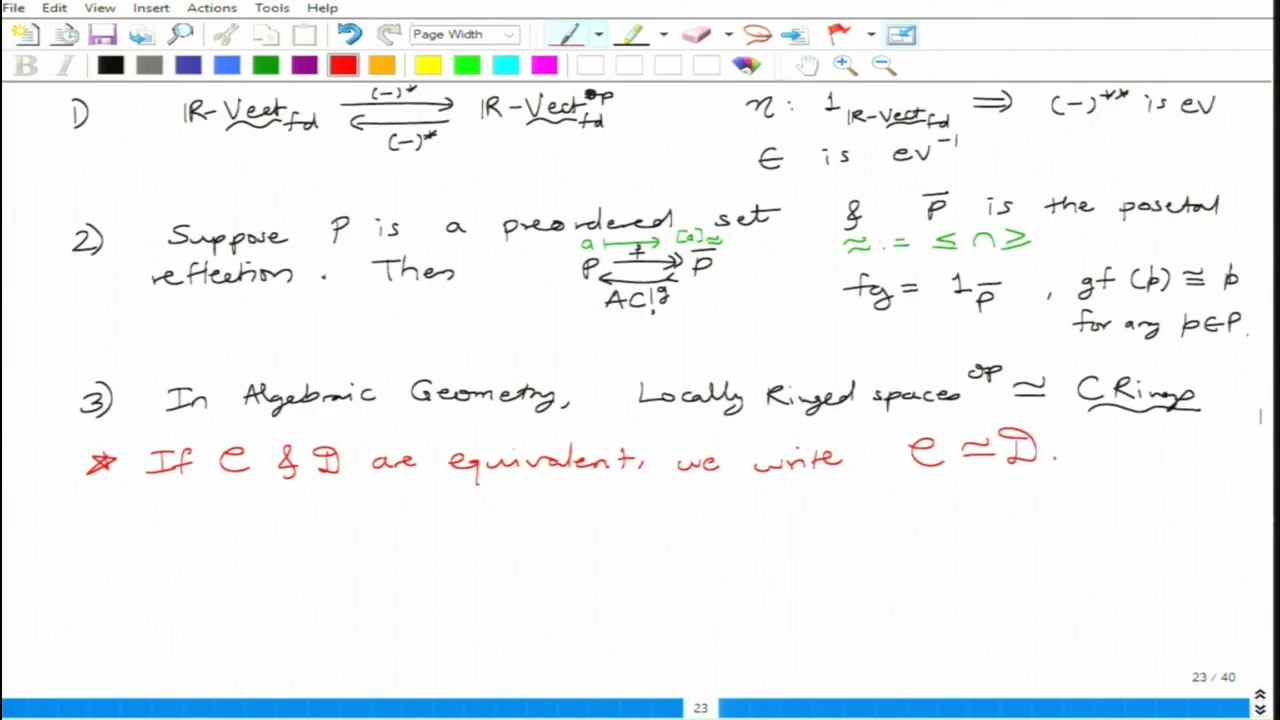 File Edit View Insert Actions Tools Help
Page Width
B I
1) ℝ-Vect_fd ⇄ ℝ-Vect_fd^op η: 1_{ℝ-Vect_fd} ⟹ (-)** is ev
(-)*
(-)*
ϵ is ev⁻¹
2) Suppose P is a preordered set & P̅ is the posetal
a ↦ [a]≈ ≈ := ≤ ∩ ≥
reflection. Then P ⇄ P̅ fg = 1_P̅ , gf(p) ≅ p
f
AC! g
for any p∈P.
3) In Algebraic Geometry, Locally Ringed spaces^op ≃ CRings
* If C & D are equivalent, we write C ≃ D.
23 / 40
23